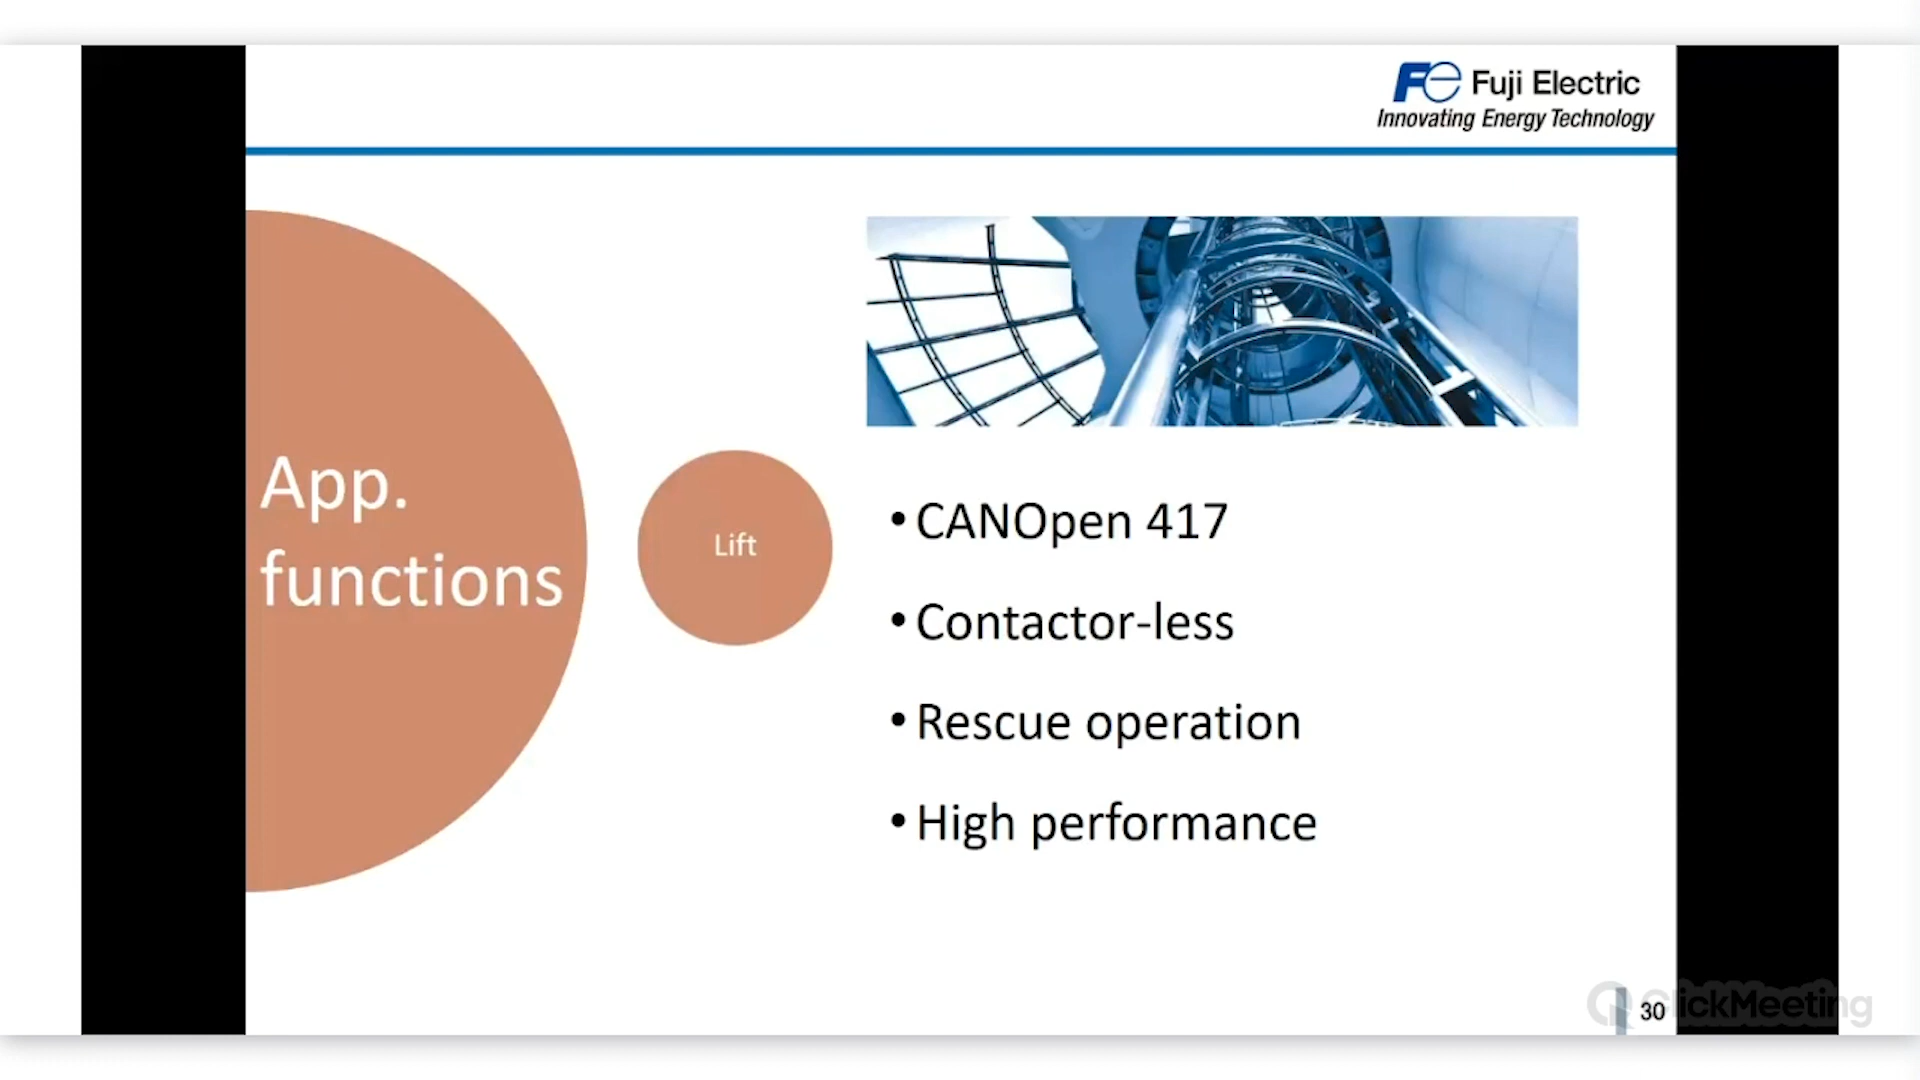 Fuji Electric
Innovating Energy Technology
App.
functions
Lift
• CANOpen 417
• Contactor-less
• Rescue operation
• High performance
30
ClickMeeting